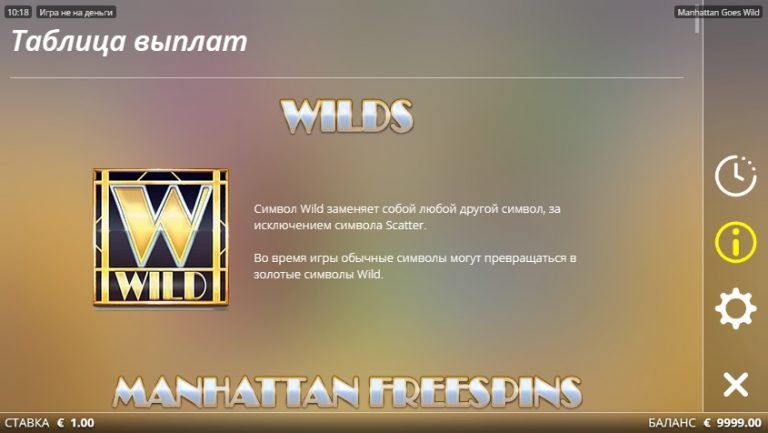 10:18 Игра не на деньги Manhattan Goes Wild
Таблица выплат
WILDS
W
WILD
Символ Wild заменяет собой любой другой символ, за
исключением символа Scatter.
Во время игры обычные символы могут превращаться в
золотые символы Wild.
MANHATTAN FREESPINS
СТАВКА € 1.00 БАЛАНС € 9999.00